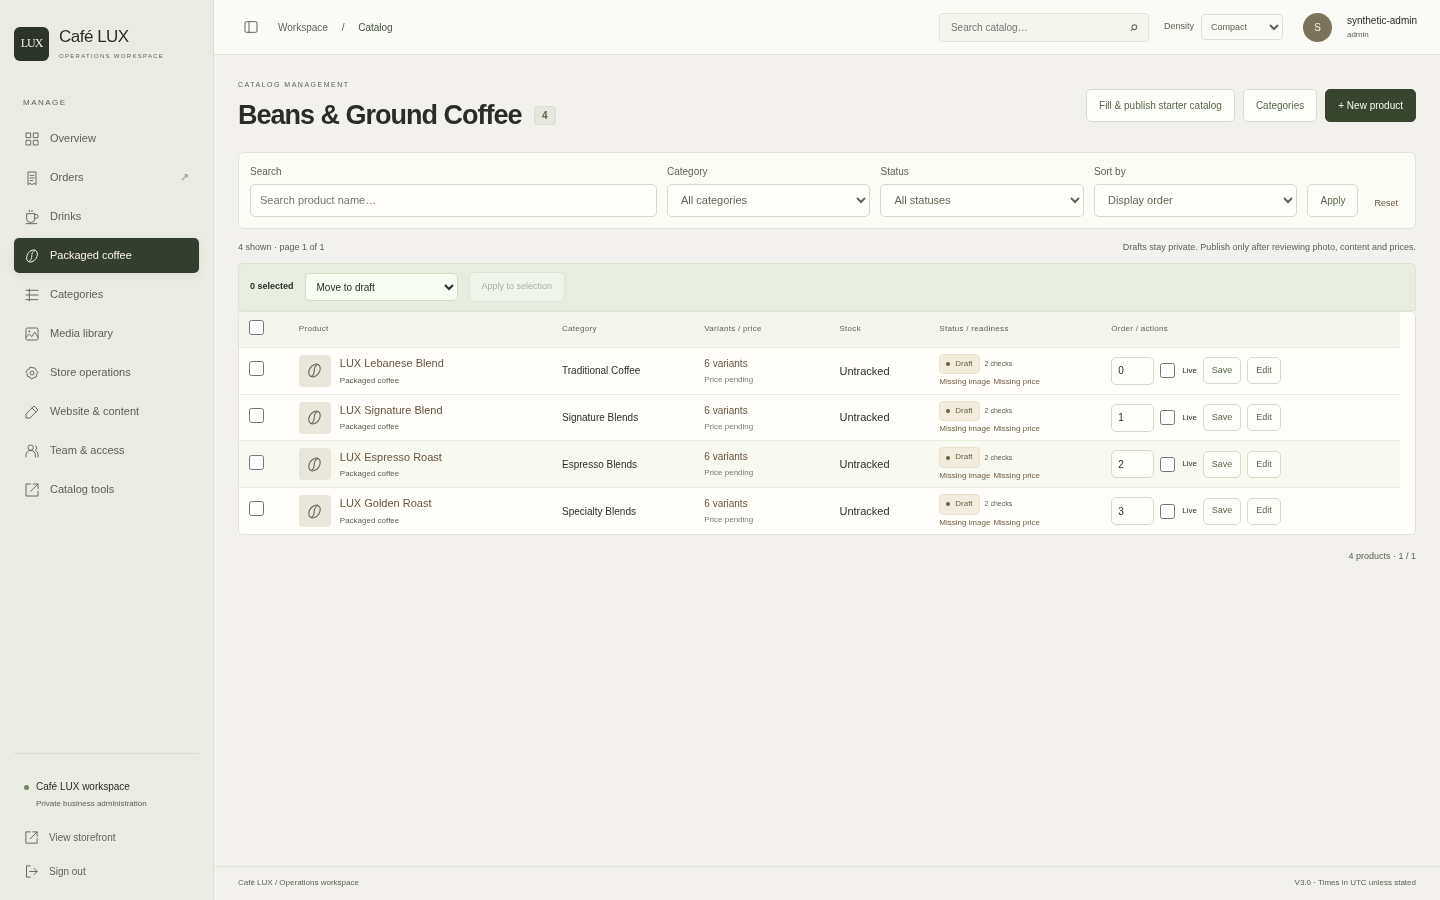 LUX
Café LUX
OPERATIONS WORKSPACE
MANAGE
Overview
Orders ↗
Drinks
Packaged coffee
Categories
Media library
Store operations
Website & content
Team & access
Catalog tools
Café LUX workspace
Private business administration
View storefront
Sign out
Workspace / Catalog
Search catalog…
Density Compact
S
synthetic-admin
admin
CATALOG MANAGEMENT
Beans & Ground Coffee 4
Fill & publish starter catalog
Categories
+ New product
Search
Search product name…
Category
All categories
Status
All statuses
Sort by
Display order
Apply
Reset
4 shown · page 1 of 1
Drafts stay private. Publish only after reviewing photo, content and prices.
0 selected
Move to draft
Apply to selection
Product Category Variants / price Stock Status / readiness Order / actions
LUX Lebanese Blend
Packaged coffee
Traditional Coffee
6 variants
Price pending
Untracked
Draft 2 checks
Missing image Missing price
0 Live Save Edit
LUX Signature Blend
Packaged coffee
Signature Blends
6 variants
Price pending
Untracked
Draft 2 checks
Missing image Missing price
1 Live Save Edit
LUX Espresso Roast
Packaged coffee
Espresso Blends
6 variants
Price pending
Untracked
Draft 2 checks
Missing image Missing price
2 Live Save Edit
LUX Golden Roast
Packaged coffee
Specialty Blends
6 variants
Price pending
Untracked
Draft 2 checks
Missing image Missing price
3 Live Save Edit
4 products · 1 / 1
Café LUX / Operations workspace
V3.0 · Times in UTC unless stated